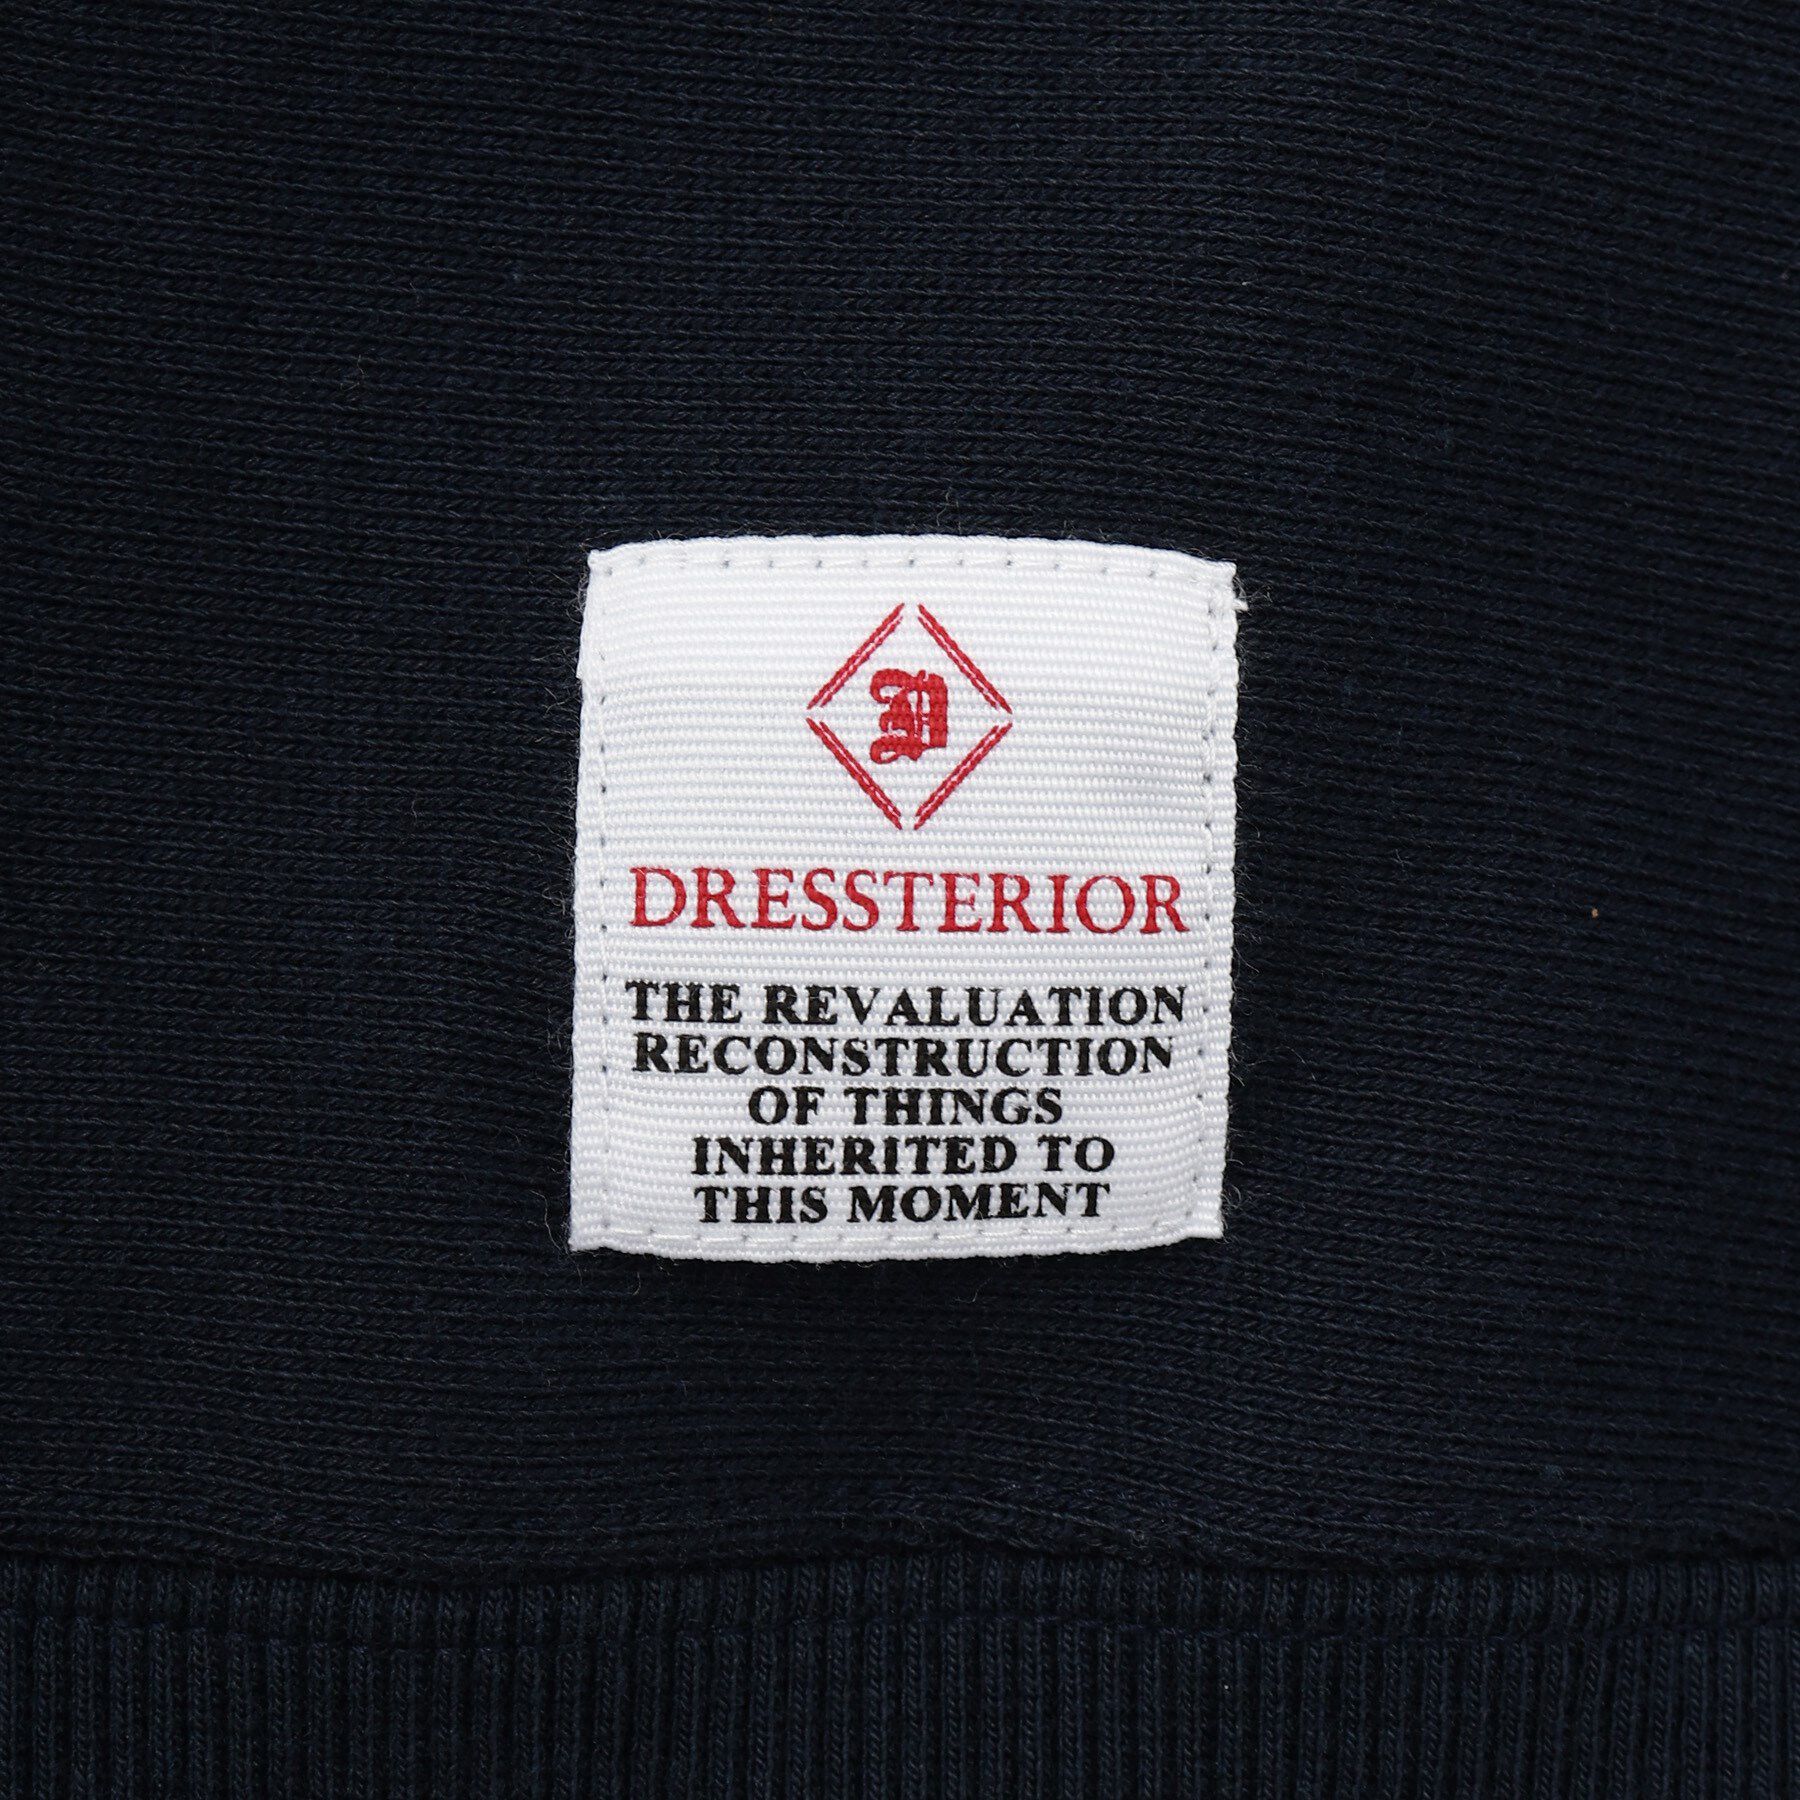 D
DRESSTERIOR
THE REVALUATION
RECONSTRUCTION
OF THINGS
INHERITED TO
THIS MOMENT